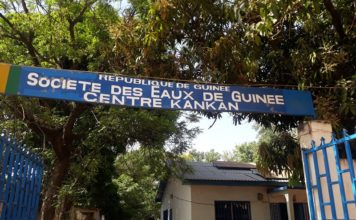 REPUBLIQUE DE GUINEE
SOCIETE DES EAUX DE GUINEE
CENTRE KANKAN